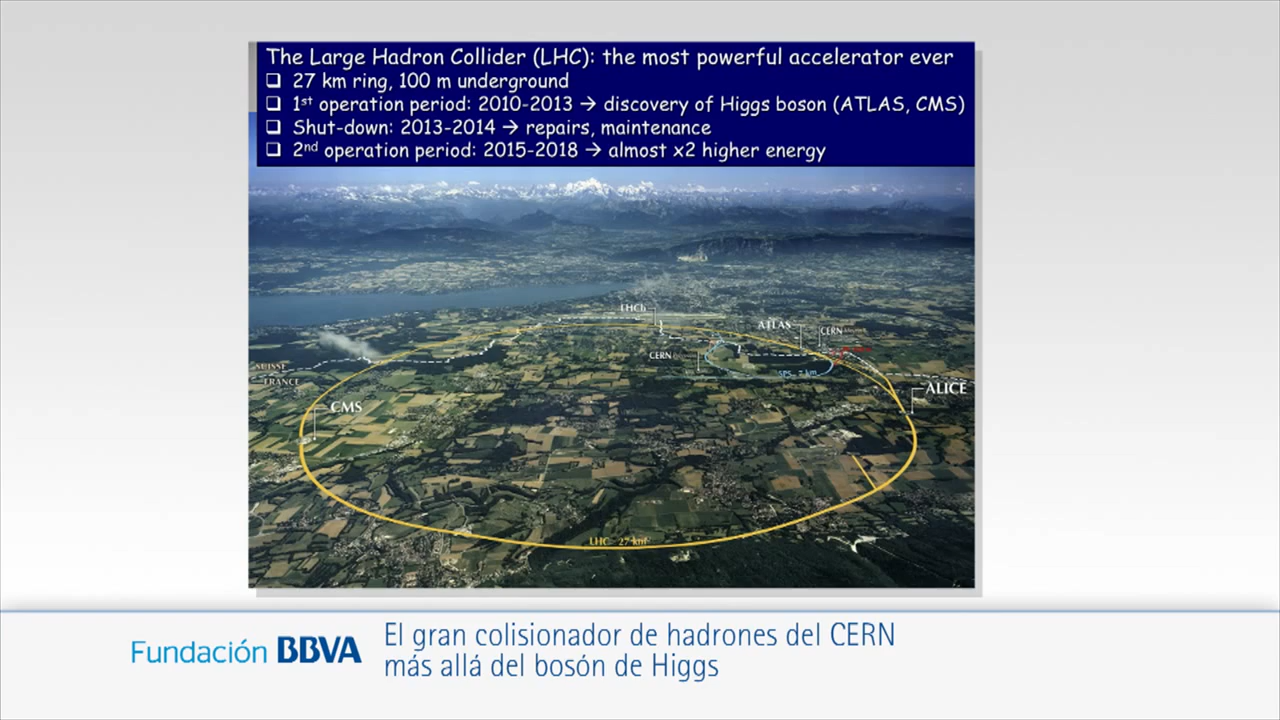 The Large Hadron Collider (LHC): the most powerful accelerator ever
❑ 27 km ring, 100 m underground
❑ 1st operation period: 2010-2013 → discovery of Higgs boson (ATLAS, CMS)
❑ Shut-down: 2013-2014 → repairs, maintenance
❑ 2nd operation period: 2015-2018 → almost x2 higher energy
LHCb
ATLAS
CERN
CERN
SUISSE
FRANCE
SPS 7 km
ALICE
CMS
LHC 27 km
Fundación BBVA
El gran colisionador de hadrones del CERN
más allá del bosón de Higgs